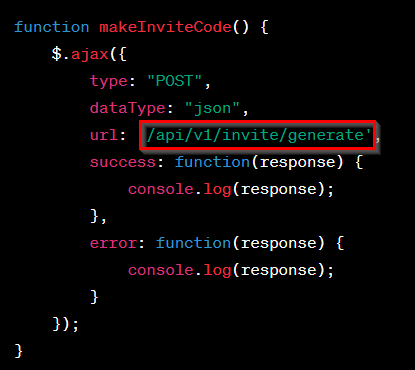 function makeInviteCode() {
$.ajax({
type: "POST",
dataType: "json",
url: '/api/v1/invite/generate',
success: function(response) {
console.log(response);
},
error: function(response) {
console.log(response);
}
});
}